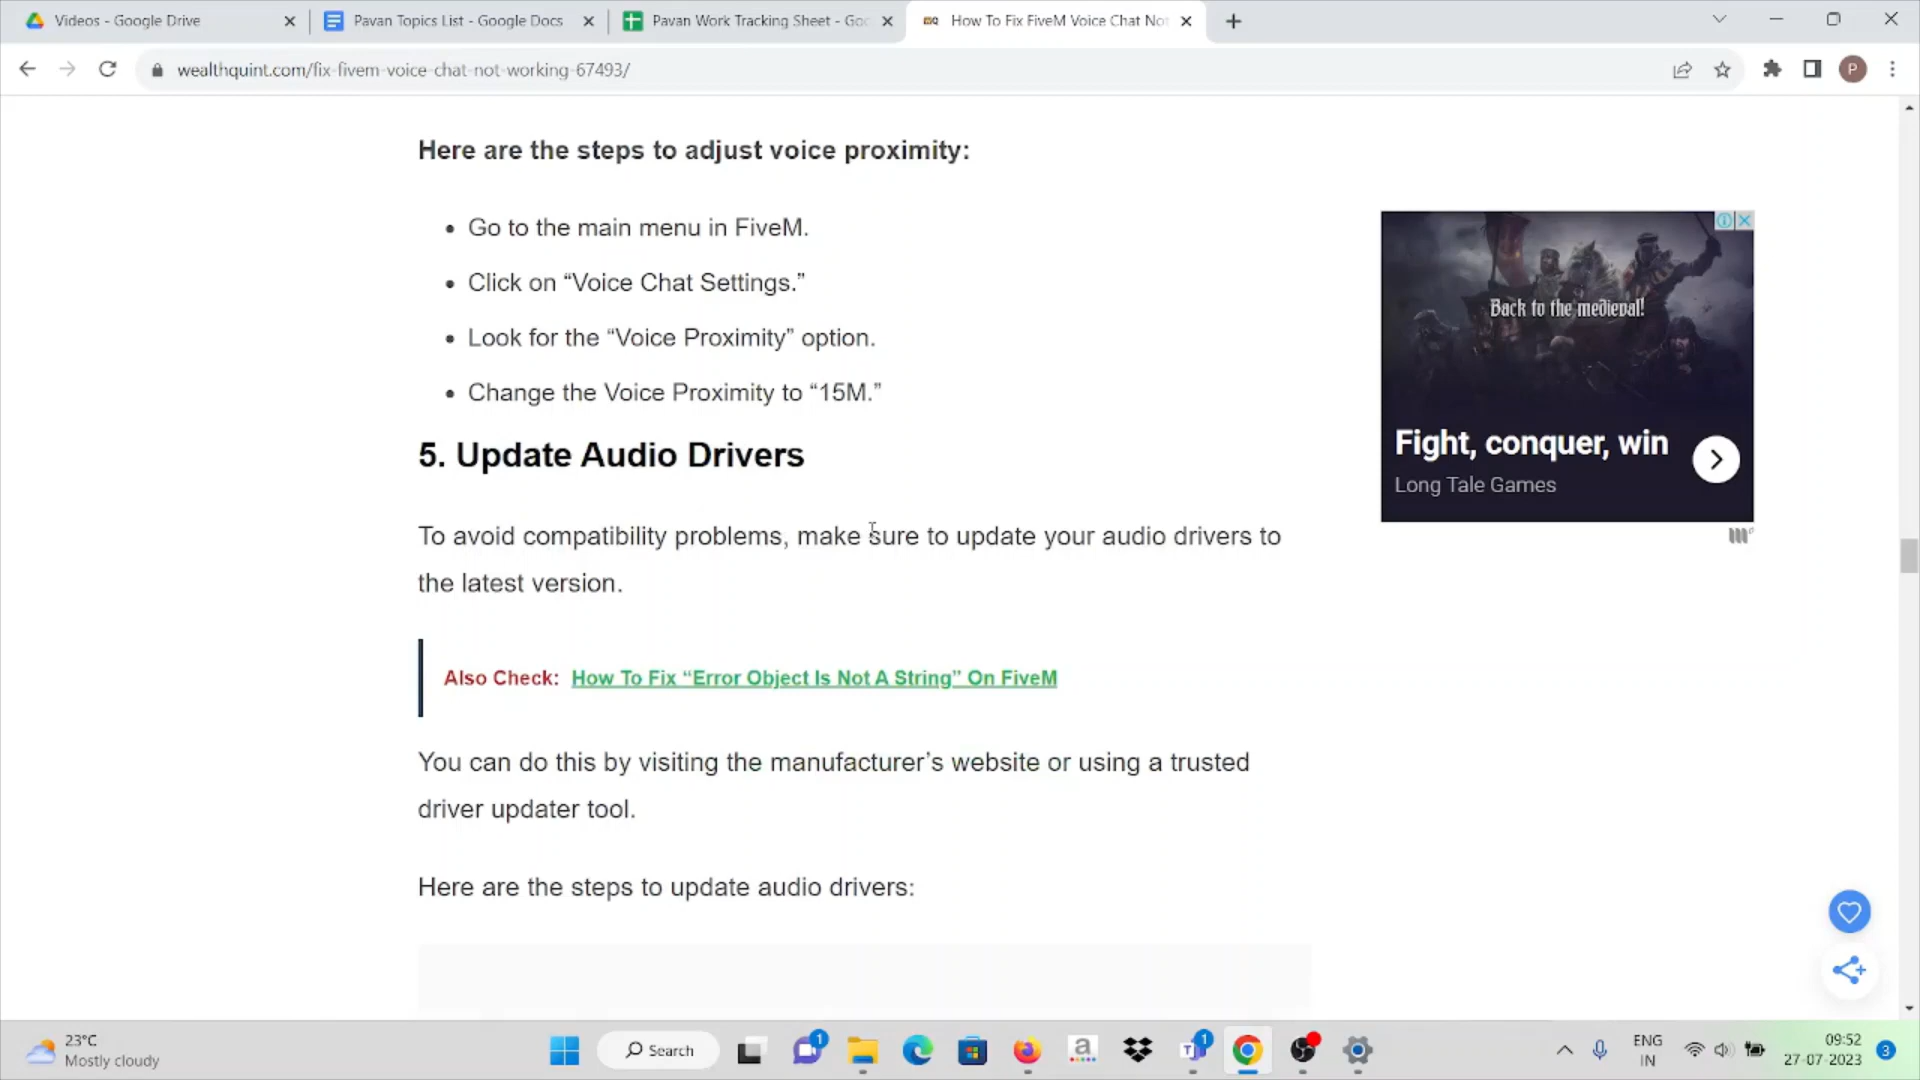 Videos - Google Drive
Pavan Topics List - Google Docs
Pavan Work Tracking Sheet - Goo
How To Fix FiveM Voice Chat Not
wealthquint.com/fix-fivem-voice-chat-not-working-67493/
P
Here are the steps to adjust voice proximity:
• Go to the main menu in FiveM.
• Click on “Voice Chat Settings.”
• Look for the “Voice Proximity” option.
• Change the Voice Proximity to “15M.”
Back to the medieval!
Fight, conquer, win
Long Tale Games
5. Update Audio Drivers
To avoid compatibility problems, make sure to update your audio drivers to
the latest version.
Also Check: How To Fix “Error Object Is Not A String” On FiveM
You can do this by visiting the manufacturer’s website or using a trusted
driver updater tool.
Here are the steps to update audio drivers:
23°C
Mostly cloudy
Search
1
a
1
ENG
IN
09:52
27-07-2023
3